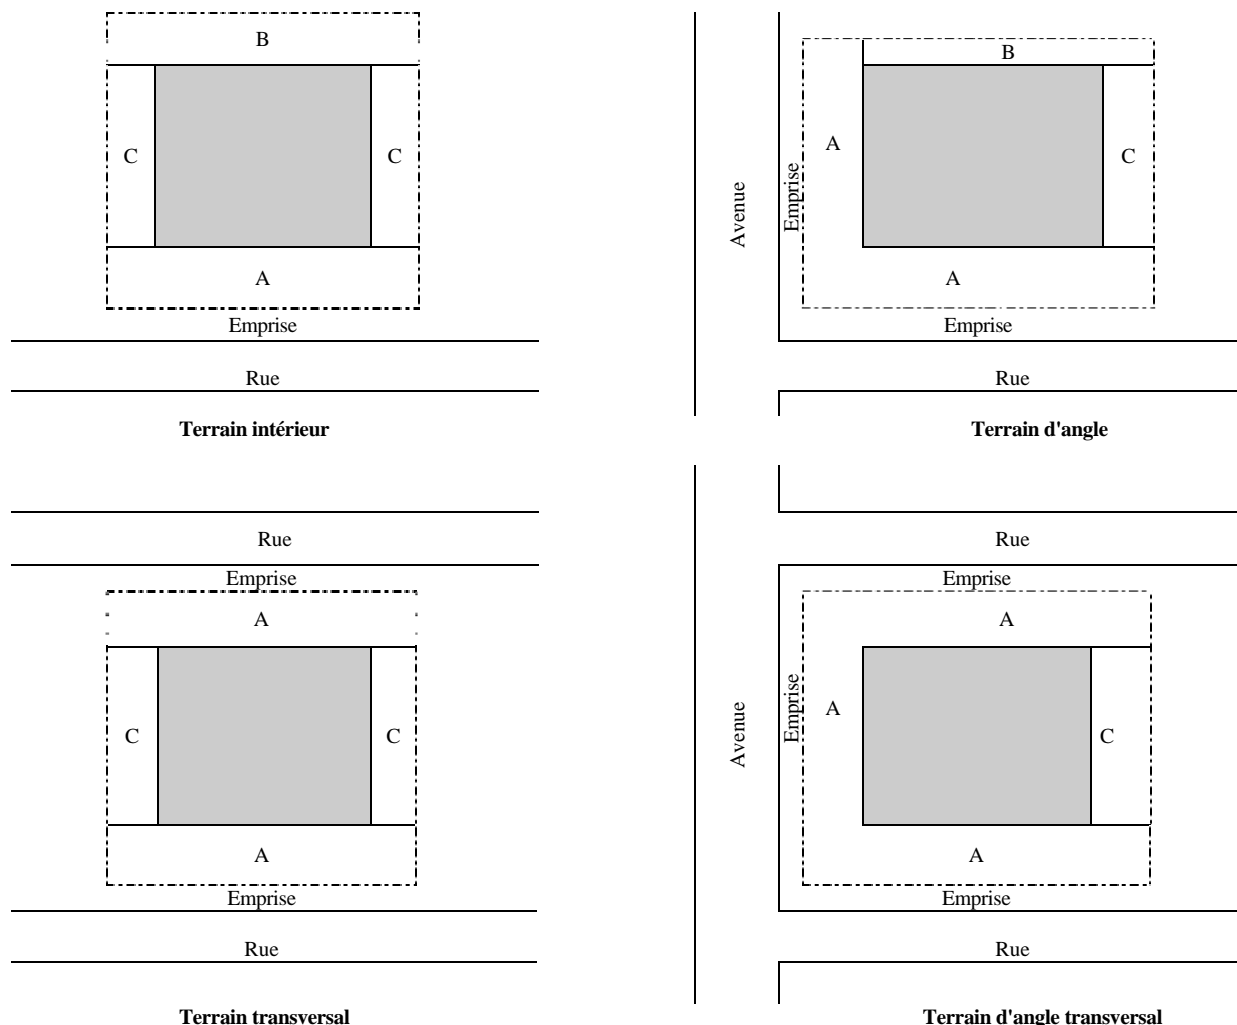 B
C
C
A
Emprise
Rue
Terrain intérieur
B
A
C
Avenue
Emprise
A
Emprise
Rue
Terrain d'angle
Rue
Emprise
A
C
C
A
Emprise
Rue
Terrain transversal
Rue
Emprise
A
Avenue
Emprise
A
C
A
Emprise
Rue
Terrain d'angle transversal